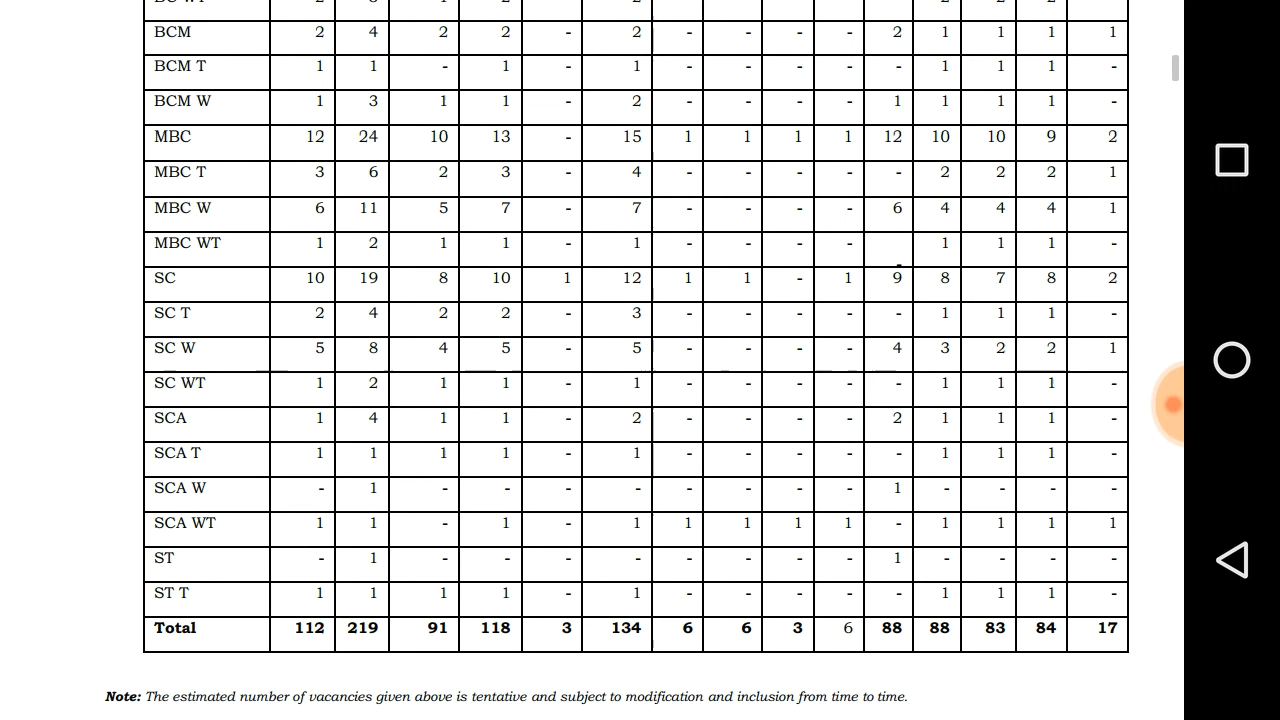 BCM 2 4 2 2 - 2 - - - - 2 1 1 1 1
BCM T 1 1 - 1 - 1 - - - - - 1 1 1 -
BCM W 1 3 1 1 - 2 - - - - 1 1 1 1 -
MBC 12 24 10 13 - 15 1 1 1 1 12 10 10 9 2
MBC T 3 6 2 3 - 4 - - - - - 2 2 2 1
MBC W 6 11 5 7 - 7 - - - - 6 4 4 4 1
MBC WT 1 2 1 1 - 1 - - - - - 1 1 1 -
SC 10 19 8 10 1 12 1 1 - 1 9 8 7 8 2
SC T 2 4 2 2 - 3 - - - - - 1 1 1 -
SC W 5 8 4 5 - 5 - - - - 4 3 2 2 1
SC WT 1 2 1 1 - 1 - - - - - 1 1 1 -
SCA 1 4 1 1 - 2 - - - - 2 1 1 1 -
SCA T 1 1 1 1 - 1 - - - - - 1 1 1 -
SCA W - 1 - - - - - - - - 1 - - - -
SCA WT 1 1 - 1 - 1 1 1 1 1 - 1 1 1 1
ST - 1 - - - - - - - - 1 - - - -
ST T 1 1 1 1 - 1 - - - - - 1 1 1 -
Total 112 219 91 118 3 134 6 6 3 6 88 88 83 84 17
Note: The estimated number of vacancies given above is tentative and subject to modification and inclusion from time to time.